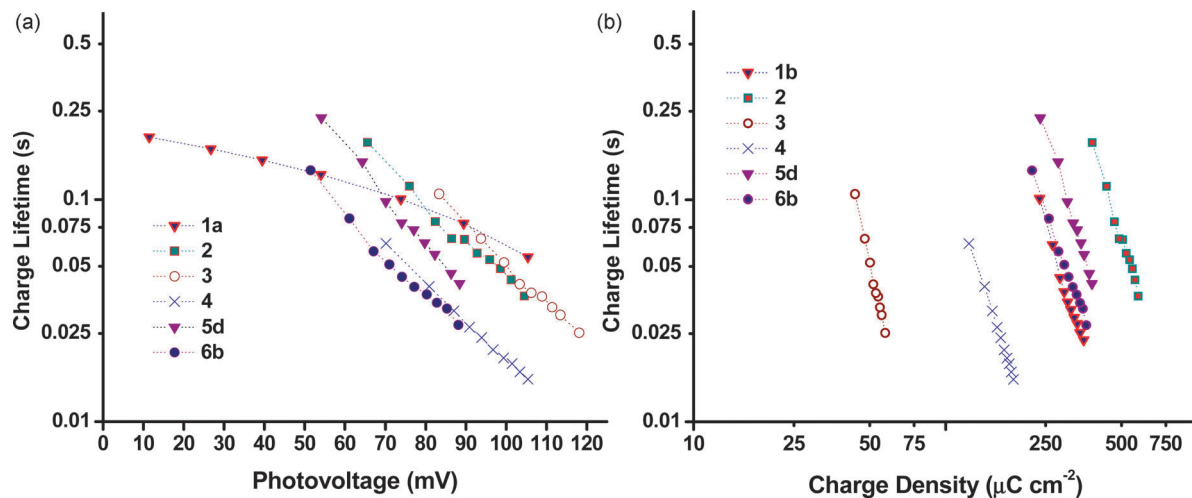 (a)
Charge Lifetime (s)
0.5
0.25
0.1
0.075
0.05
0.025
0.01
1a
2
3
4
5d
6b
0 10 20 30 40 50 60 70 80 90 100 110 120
Photovoltage (mV)
(b)
Charge Lifetime (s)
0.5
0.25
0.1
0.075
0.05
0.025
0.01
1b
2
3
4
5d
6b
10 25 50 75 250 500 750
Charge Density (μC cm⁻²)